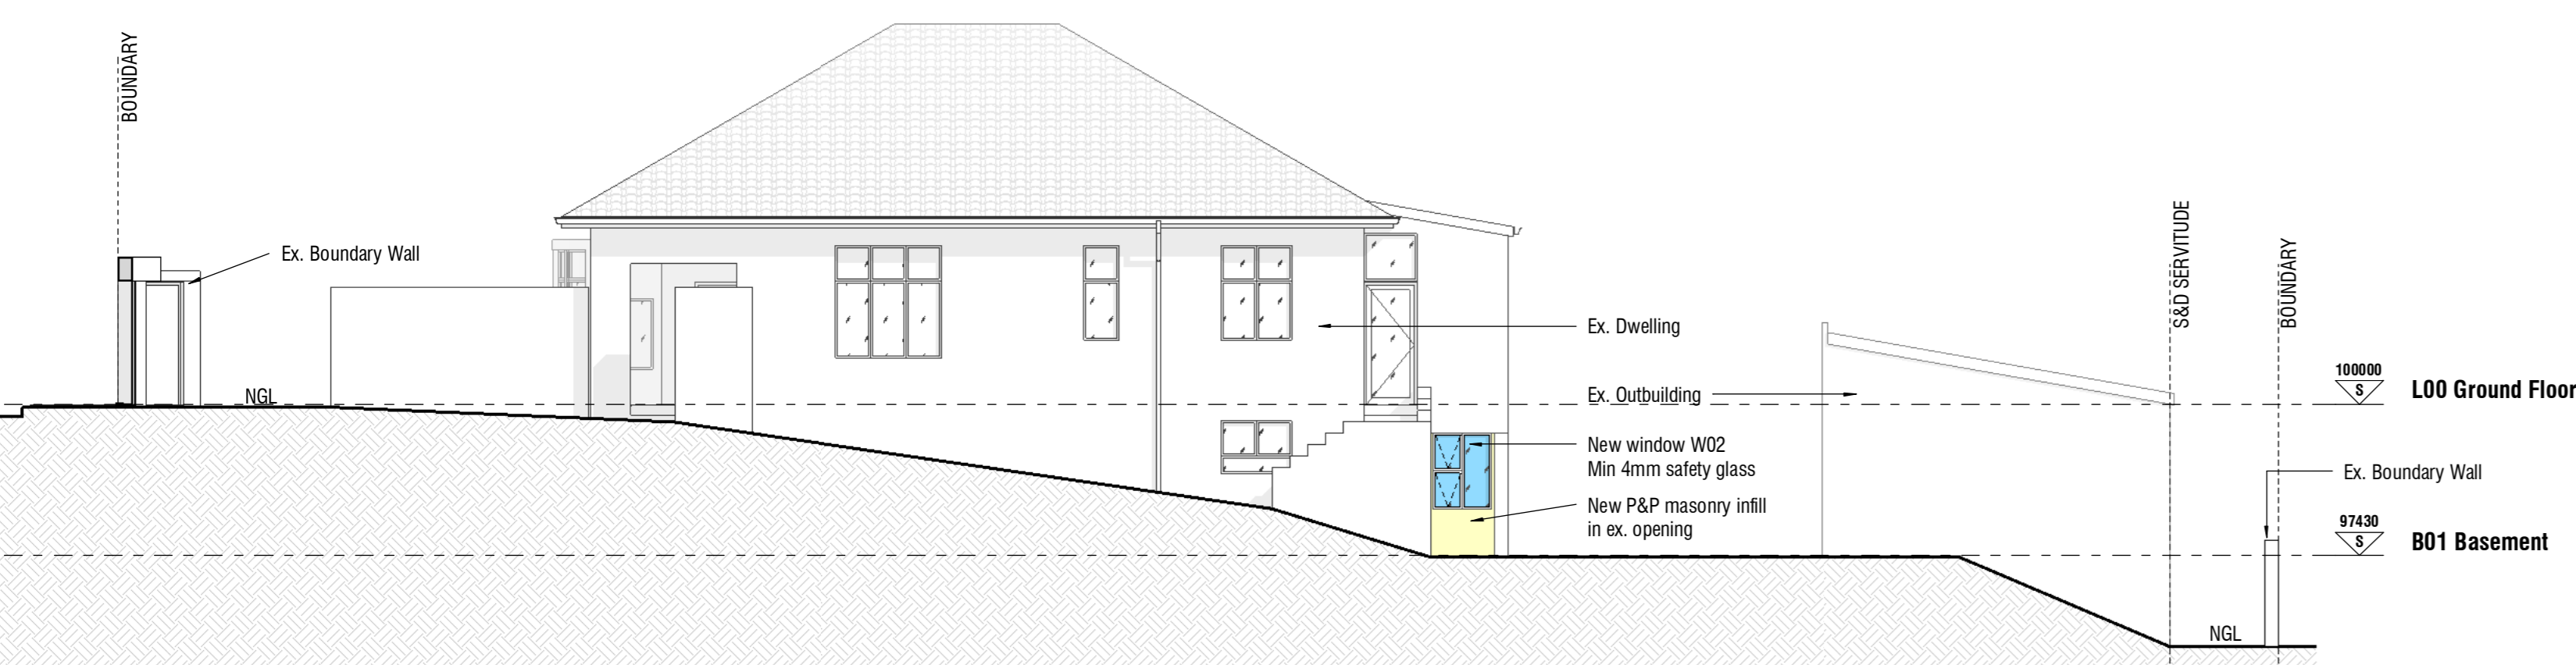 BOUNDARY
Ex. Boundary Wall
NGL
Ex. Dwelling
Ex. Outbuilding
New window W02
Min 4mm safety glass
New P&P masonry infill
in ex. opening
S&D SERVITUDE
BOUNDARY
100000
S
L00 Ground Floor
Ex. Boundary Wall
97430
S
B01 Basement
NGL